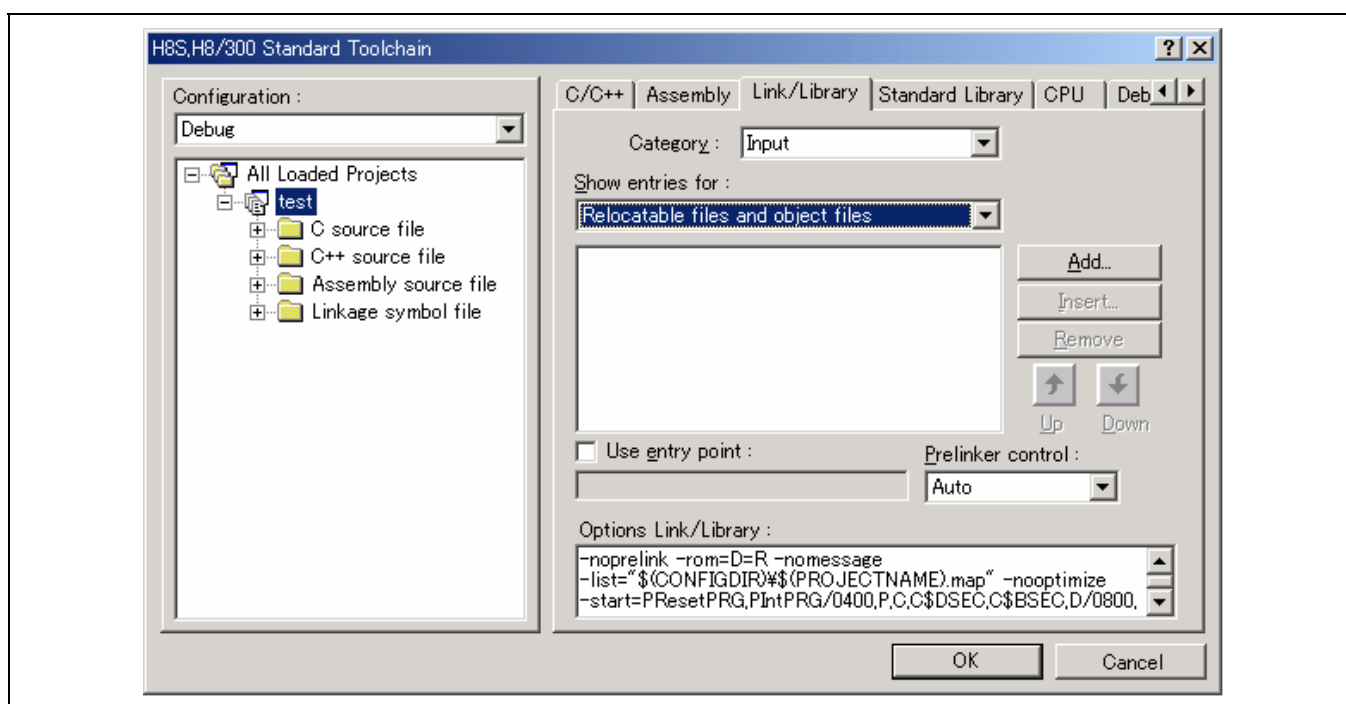 H8S,H8/300 Standard Toolchain
Configuration :
Debug
All Loaded Projects
test
C source file
C++ source file
Assembly source file
Linkage symbol file
C/C++ Assembly Link/Library Standard Library CPU Deb
Category : Input
Show entries for :
Relocatable files and object files
Add...
Insert...
Remove
Up Down
Use entry point :
Prelinker control :
Auto
Options Link/Library :
-noprelink -rom=D=R -nomessage
-list="$(CONFIGDIR)¥$(PROJECTNAME).map" -nooptimize
-start=PResetPRG,PIntPRG/0400,P,C,C$DSEC,C$BSEC,D/0800,
OK Cancel